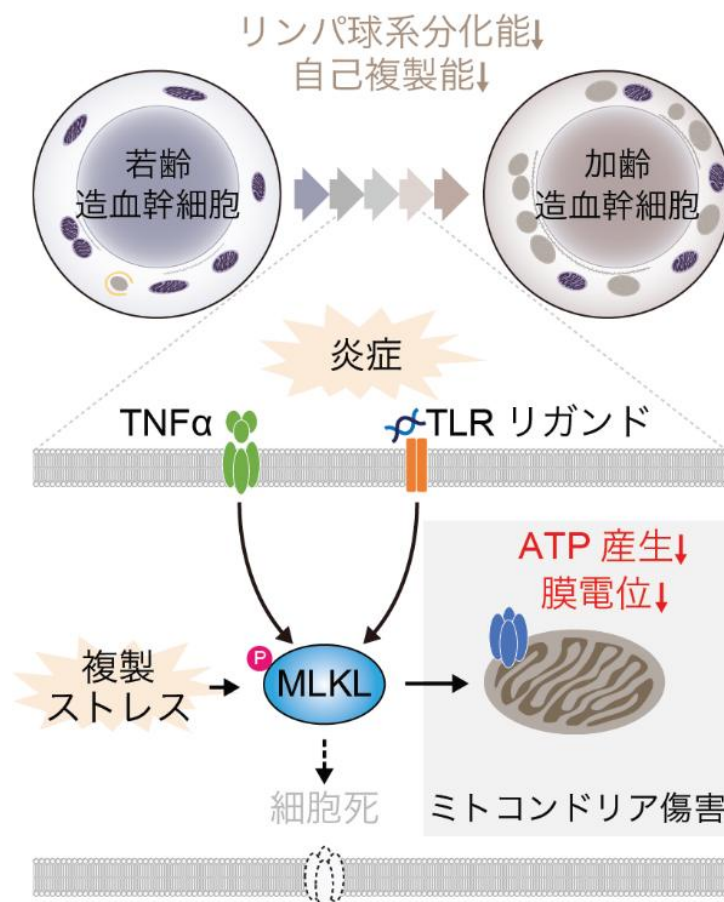 リンパ球系分化能↓
自己複製能↓
若齢
造血幹細胞
加齢
造血幹細胞
炎症
TNFα
TLR リガンド
ATP 産生↓
膜電位↓
複製
ストレス
P
MLKL
細胞死
ミトコンドリア傷害